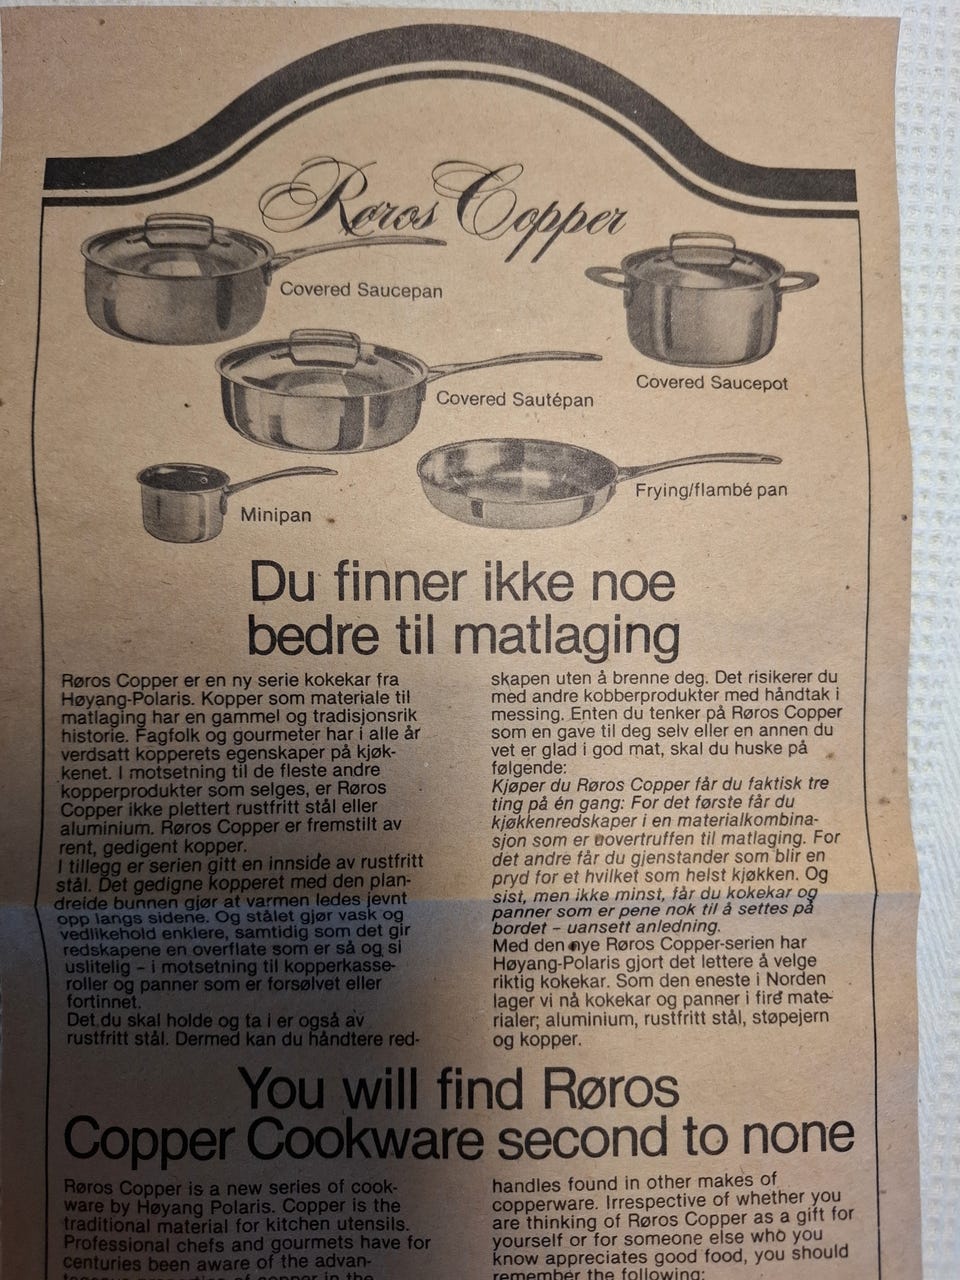 Røros Copper
Covered Saucepan
Covered Saucepot
Covered Sautépan
Frying/flambé pan
Minipan
Du finner ikke noe
bedre til matlaging
Røros Copper er en ny serie kokekar fra
Høyang-Polaris. Kopper som materiale til
matlaging har en gammel og tradisjonsrik
historie. Fagfolk og gourmeter har i alle år
verdsatt kopperets egenskaper på kjøk-
kenet. I motsetning til de fleste andre
kopperprodukter som selges, er Røros
Copper ikke plettert rustfritt stål eller
aluminium. Røros Copper er fremstilt av
rent, gedigent kopper.
I tillegg er serien gitt en innside av rustfritt
stål. Det gedigne kopperet med den plan-
dreide bunnen gjør at varmen ledes jevnt
opp langs sidene. Og stålet gjør vask og
vedlikehold enklere, samtidig som det gir
redskapene en overflate som er så og si
uslitelig – i motsetning til kopperkasse-
roller og panner som er forsølvet eller
fortinnet.
Det du skal holde og ta i er også av
rustfritt stål. Dermed kan du håndtere red-
skapen uten å brenne deg. Det risikerer du
med andre kobberprodukter med håndtak i
messing. Enten du tenker på Røros Copper
som en gave til deg selv eller en annen du
vet er glad i god mat, skal du huske på
følgende:
Kjøper du Røros Copper får du faktisk tre
ting på én gang: For det første får du
kjøkkenredskaper i en materialkombina-
sjon som er uovertruffen til matlaging. For
det andre får du gjenstander som blir en
pryd for et hvilket som helst kjøkken. Og
sist, men ikke minst, får du kokekar og
panner som er pene nok til å settes på
bordet – uansett anledning.
Med den nye Røros Copper-serien har
Høyang-Polaris gjort det lettere å velge
riktig kokekar. Som den eneste i Norden
lager vi nå kokekar og panner i fire mate-
rialer; aluminium, rustfritt stål, støpejern
og kopper.
You will find Røros
Copper Cookware second to none
Røros Copper is a new series of cook-
ware by Høyang Polaris. Copper is the
traditional material for kitchen utensils.
Professional chefs and gourmets have for
centuries been aware of the advan-
copper in the
handles found in other makes of
copperware. Irrespective of whether you
are thinking of Røros Copper as a gift for
yourself or for someone else who you
know appreciates good food, you should
remember the following: